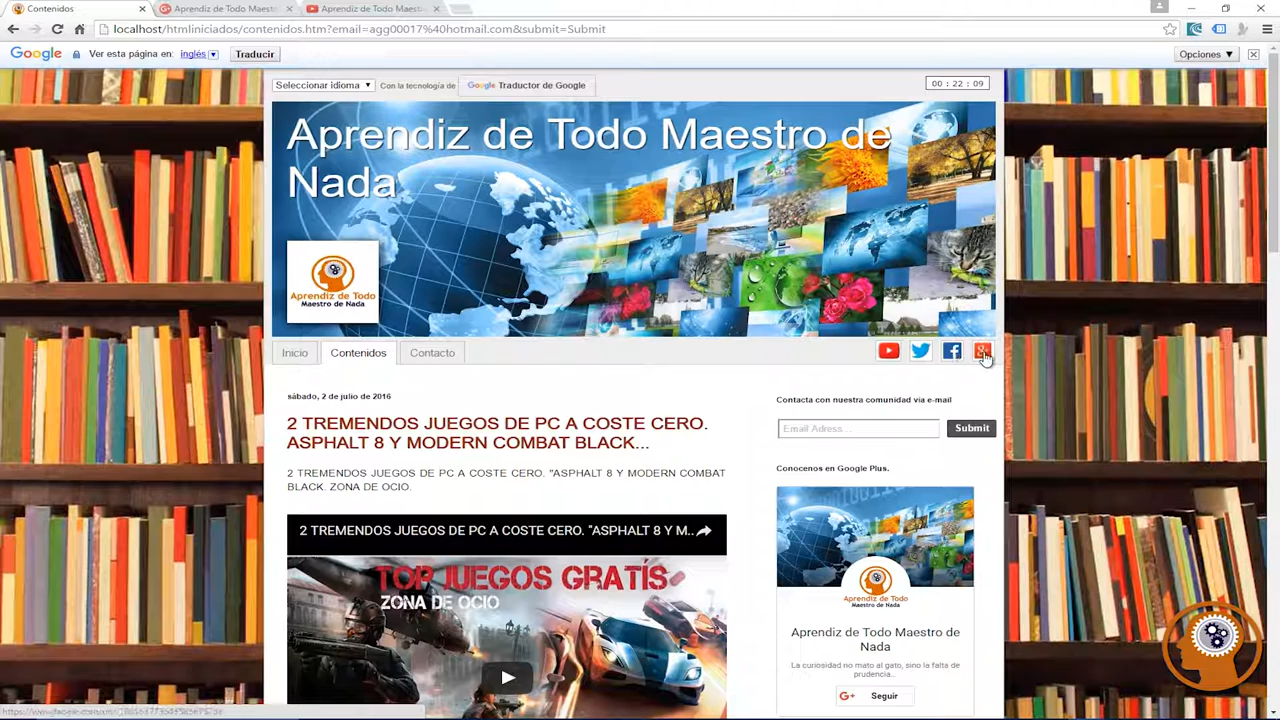 Contenidos
Aprendiz de Todo Maestro
Aprendiz de Todo Maestro
localhost/htmliniciados/contenidos.htm?email=agg00017%40hotmail.com&submit=Submit
Google Ver esta página en: inglés Traducir Opciones
Seleccionar idioma Con la tecnología de Google Traductor de Google 00 : 22 : 09
Aprendiz de Todo Maestro de
Nada
Aprendiz de Todo
Maestro de Nada
Inicio Contenidos Contacto
sábado, 2 de julio de 2016
2 TREMENDOS JUEGOS DE PC A COSTE CERO.
ASPHALT 8 Y MODERN COMBAT BLACK...
2 TREMENDOS JUEGOS DE PC A COSTE CERO. "ASPHALT 8 Y MODERN COMBAT
BLACK. ZONA DE OCIO.
2 TREMENDOS JUEGOS DE PC A COSTE CERO. "ASPHALT 8 Y M..
TOP JUEGOS GRATÍS
ZONA DE OCIO
Contacta con nuestra comunidad via e-mail
Email Adress... Submit
Conocenos en Google Plus.
Aprendiz de Todo
Maestro de Nada
Aprendiz de Todo Maestro de
Nada
La curiosidad no mato al gato, sino la falta de
prudencia..
G+ Seguir